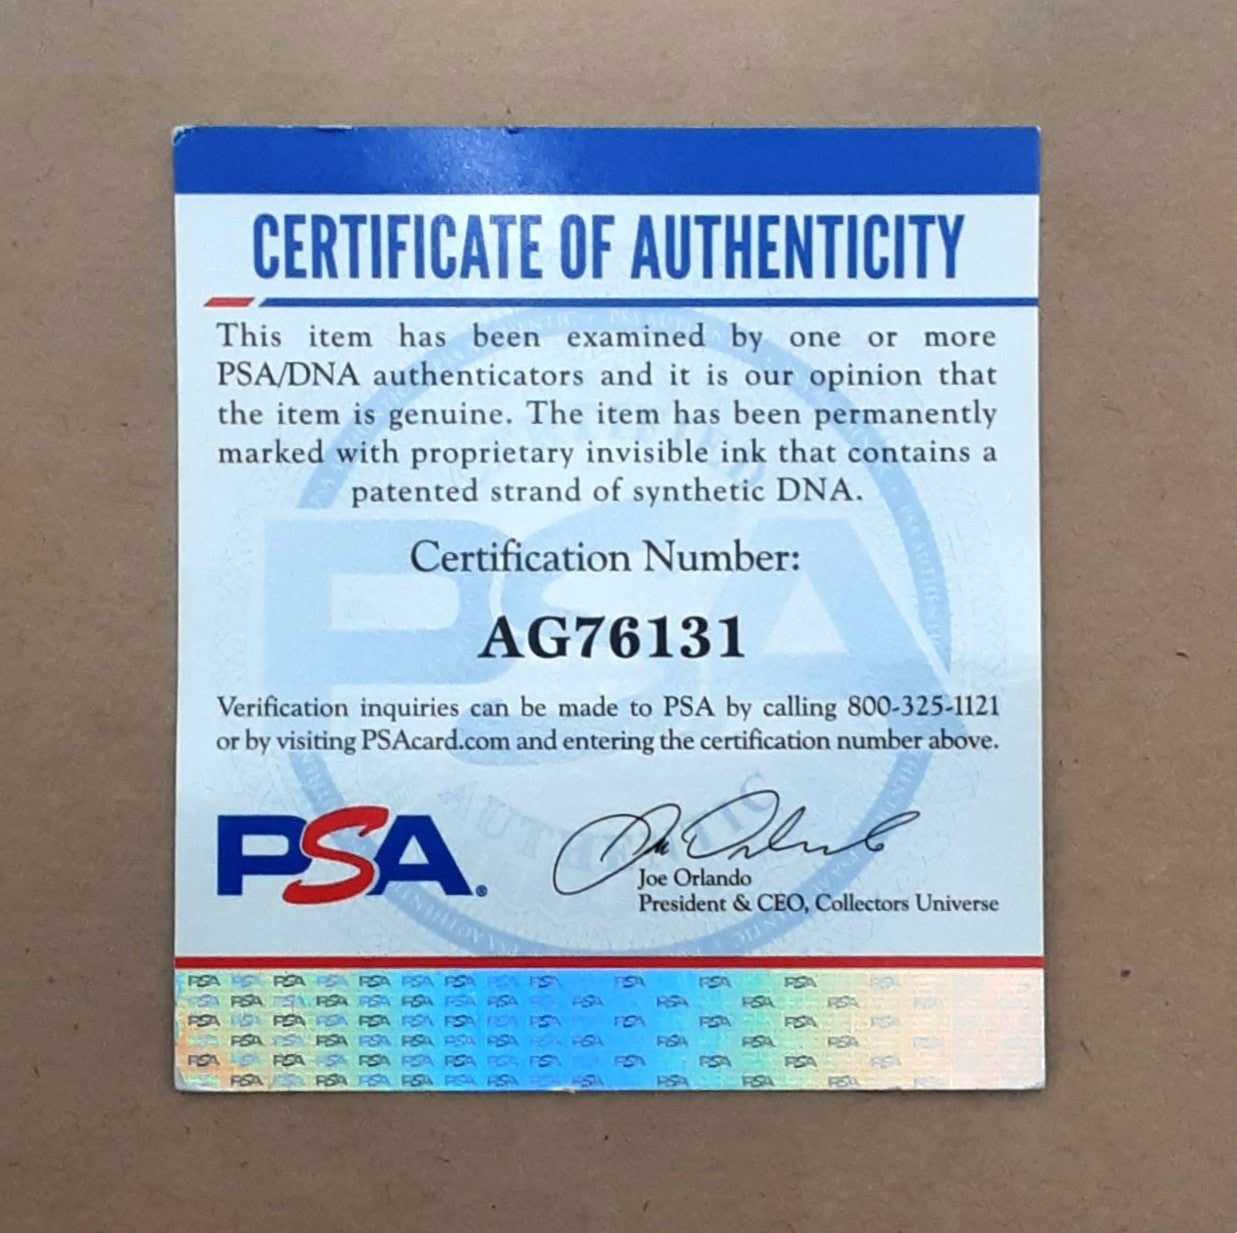 CERTIFICATE OF AUTHENTICITY
This item has been examined by one or more
PSA/DNA authenticators and it is our opinion that
the item is genuine. The item has been permanently
marked with proprietary invisible ink that contains a
patented strand of synthetic DNA.
Certification Number:
AG76131
Verification inquiries can be made to PSA by calling 800-325-1121
or by visiting PSAcard.com and entering the certification number above.
PSA®
Joe Orlando
Joe Orlando
President & CEO, Collectors Universe